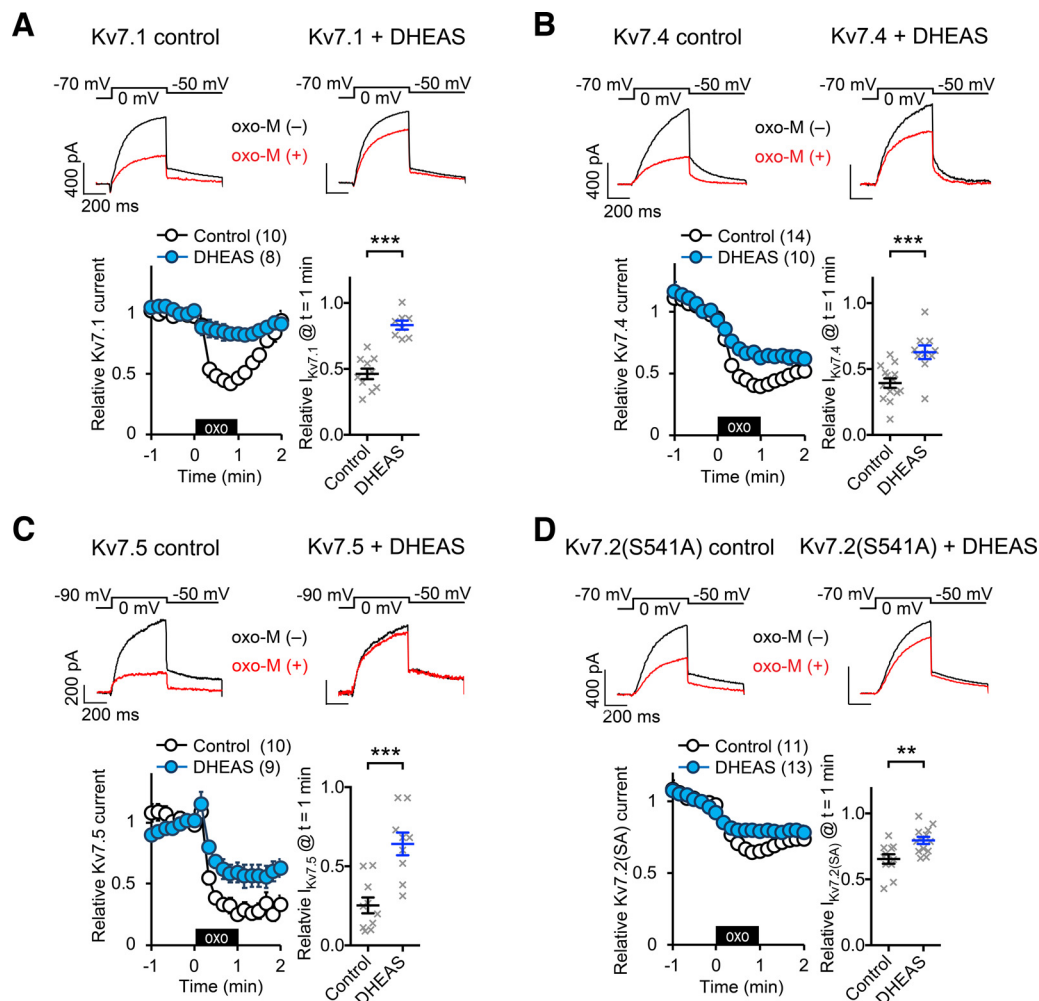 A
Kv7.1 control
Kv7.1 + DHEAS
-70 mV
-50 mV
0 mV
-70 mV
-50 mV
0 mV
oxo-M (–)
oxo-M (+)
400 pA
200 ms
Control (10)
DHEAS (8)
Relative Kv7.1 current
1
0.5
0
oxo
-1 0 1 2
Time (min)
***
Relative IKv7.1 @ t = 1 min
1.0
0.5
0.0
Control
DHEAS
B
Kv7.4 control
Kv7.4 + DHEAS
-70 mV
-50 mV
0 mV
-70 mV
-50 mV
0 mV
oxo-M (–)
oxo-M (+)
400 pA
200 ms
Control (14)
DHEAS (10)
Relative Kv7.4 current
1
0.5
0
oxo
-1 0 1 2
Time (min)
***
Relative IKv7.4 @ t = 1 min
1.0
0.5
0.0
Control
DHEAS
C
Kv7.5 control
Kv7.5 + DHEAS
-90 mV
-50 mV
0 mV
-90 mV
-50 mV
0 mV
oxo-M (–)
oxo-M (+)
200 pA
200 ms
Control (10)
DHEAS (9)
Relative Kv7.5 current
1
0.5
0
oxo
-1 0 1 2
Time (min)
***
Relatvie IKv7.5 @ t = 1 min
1.0
0.5
0.0
Control
DHEAS
D
Kv7.2(S541A) control
Kv7.2(S541A) + DHEAS
-70 mV
-50 mV
0 mV
-70 mV
-50 mV
0 mV
oxo-M (–)
oxo-M (+)
400 pA
200 ms
Control (11)
DHEAS (13)
Relative Kv7.2(SA) current
1
0.5
0
oxo
-1 0 1 2
Time (min)
**
Relative IKv7.2(SA) @ t = 1 min
1.0
0.5
0.0
Control
DHEAS